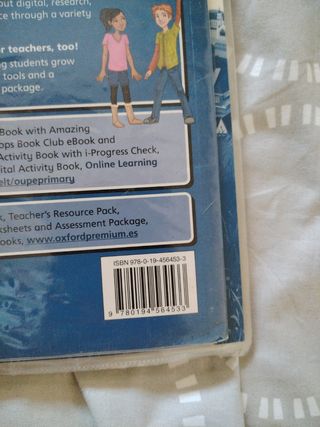 out digital, research,
ce through a variety
r teachers, too!
ng students grow
tools and a
package.
Book with Amazing
ops Book Club eBook and
Activity Book with i-Progress Check,
ital Activity Book, Online Learning
elt/oupeprimary
k, Teacher's Resource Pack,
ksheets and Assessment Package,
ooks, www.oxfordpremium.es
ISBN 978-0-19-456453-3
9 780194 564533